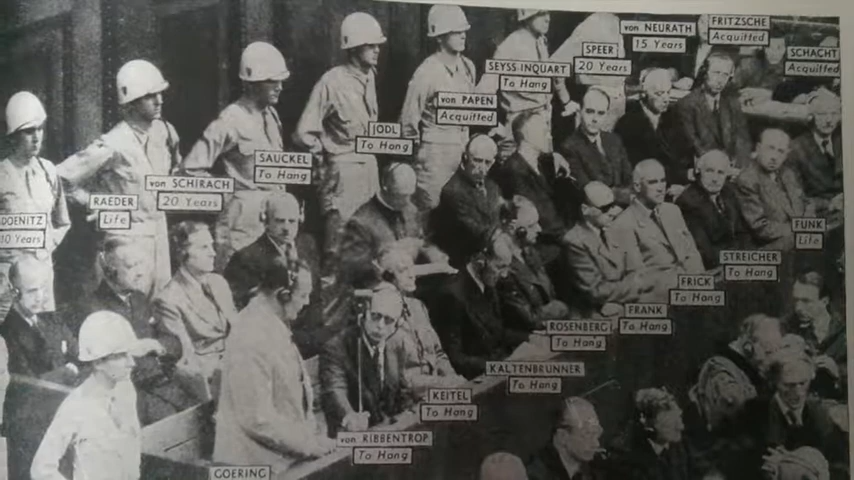 von NEURATH
15 Years
FRITZSCHE
Acquitted
SCHACHT
Acquitted
SPEER
20 Years
SEYSS-INQUART
To Hang
von PAPEN
Acquitted
JODL
To Hang
SAUCKEL
To Hang
von SCHIRACH
20 Years
RAEDER
Life
DOENITZ
10 Years
FUNK
Life
STREICHER
To Hang
FRICK
To Hang
FRANK
To Hang
ROSENBERG
To Hang
KALTENBRUNNER
To Hang
KEITEL
To Hang
von RIBBENTROP
To Hang
GOERING